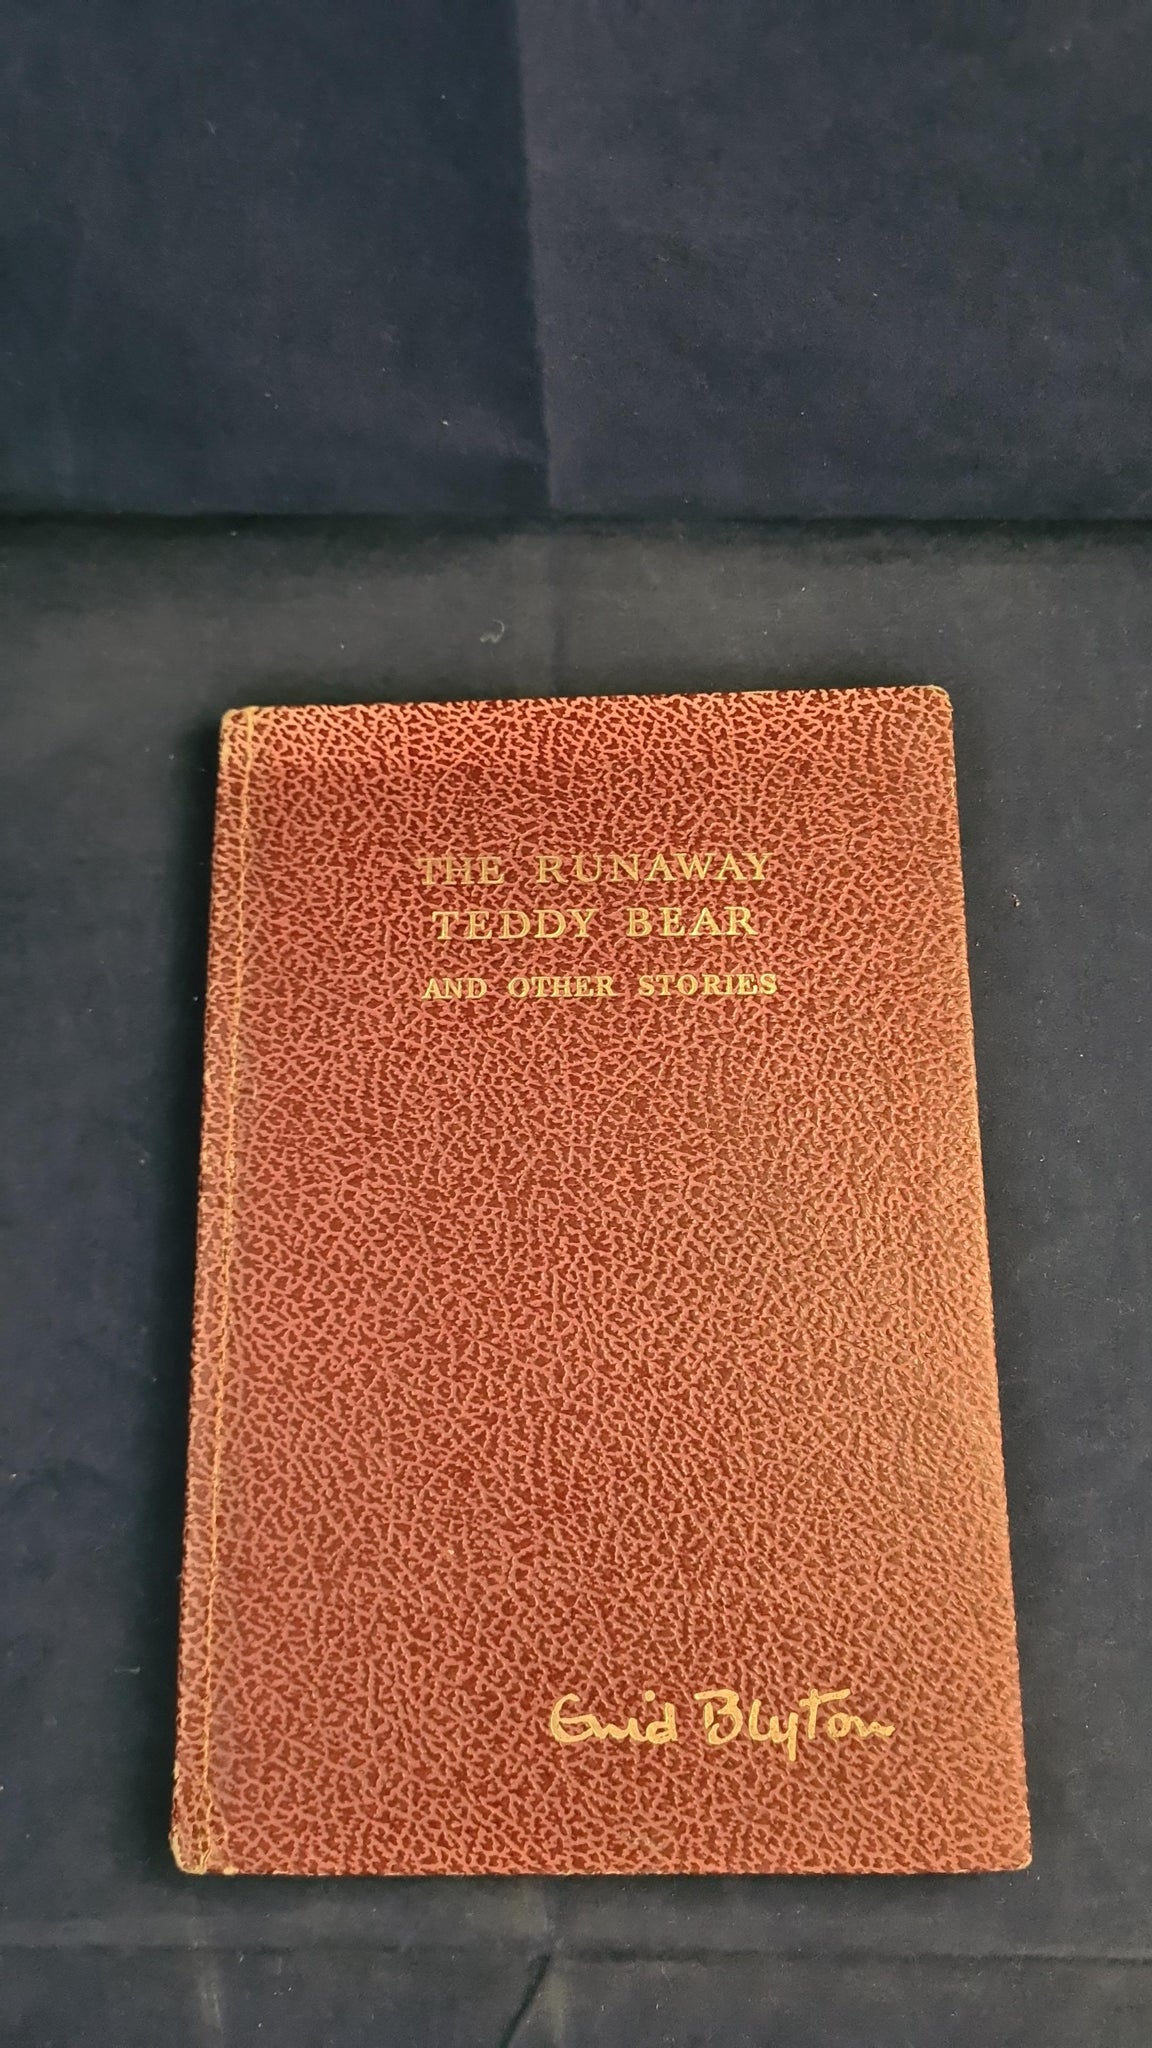 THE RUNAWAY
TEDDY BEAR
AND OTHER STORIES
Enid Blyton